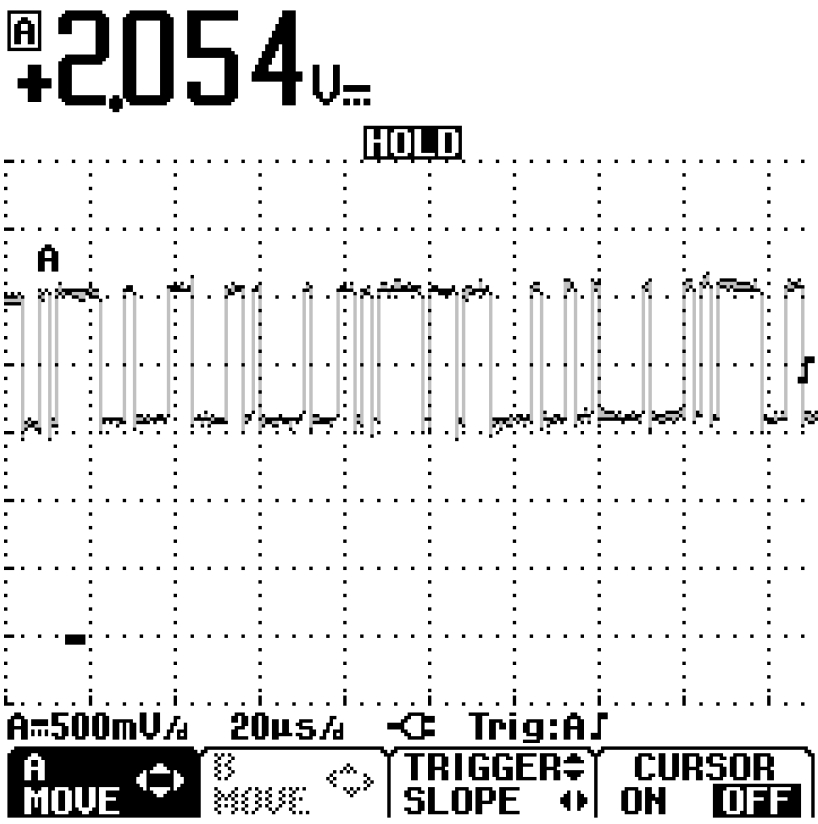 A
+2.054 V
HOLD
A
A 500mV/d 20µs/d Trig:A
A MOVE
B MOVE
TRIGGER SLOPE
CURSOR ON OFF